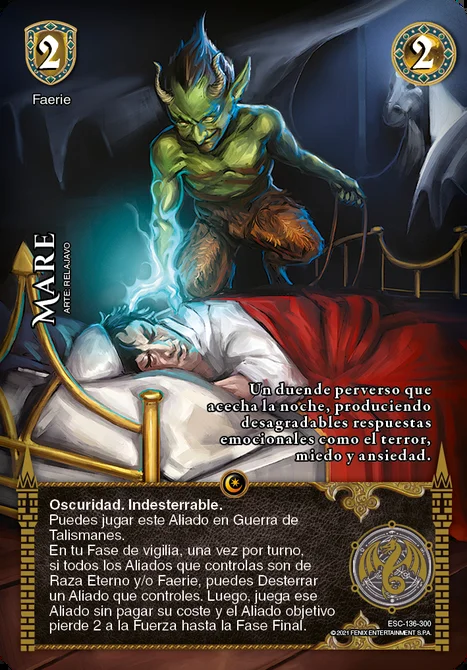 2
2
Faerie
MARE
ARTE: RELAJAVO
Un duende perverso que
acecha la noche, produciendo
desagradables respuestas
emocionales como el terror,
miedo y ansiedad.
Oscuridad. Indesterrable.
Puedes jugar este Aliado en Guerra de
Talismanes.
En tu Fase de vigilia, una vez por turno,
si todos los Aliados que controlas son de
Raza Eterno y/o Faerie, puedes Desterrar
un Aliado que controles. Luego, juega ese
Aliado sin pagar su coste y el Aliado objetivo
pierde 2 a la Fuerza hasta la Fase Final.
ESC-136-300
©2021 FENIX ENTERTAINMENT S.P.A.